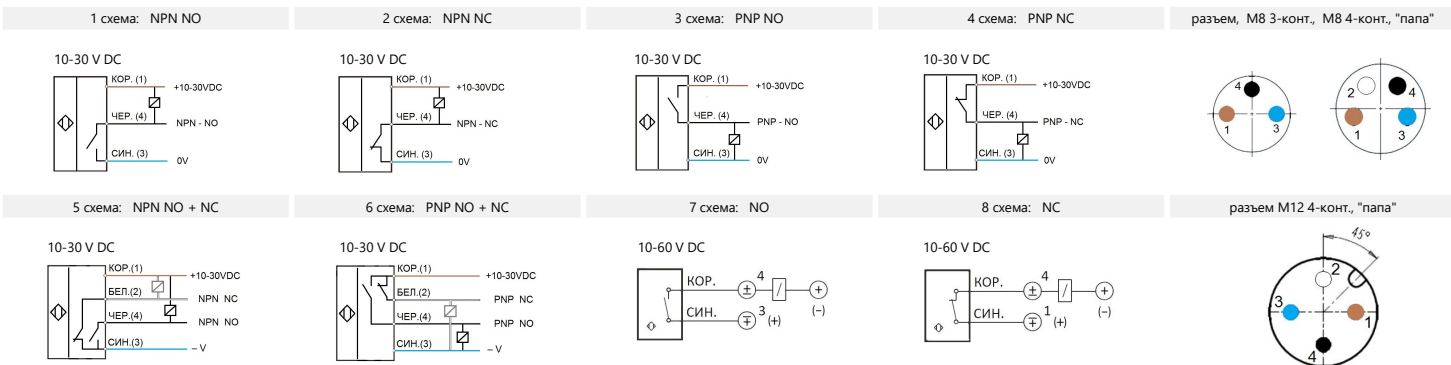 1 схема: NPN NO
2 схема: NPN NC
3 схема: PNP NO
4 схема: PNP NC
разъем, М8 3-конт., М8 4-конт., "папа"
10-30 V DC
КОР. (1)
+10-30VDC
ЧЕР. (4)
NPN - NO
СИН. (3)
0V
10-30 V DC
КОР. (1)
+10-30VDC
ЧЕР. (4)
NPN - NC
СИН. (3)
0V
10-30 V DC
КОР. (1)
+10-30VDC
ЧЕР. (4)
PNP - NO
СИН. (3)
0V
10-30 V DC
КОР. (1)
+10-30VDC
ЧЕР. (4)
PNP - NC
СИН. (3)
0V
4
1
3
2
4
1
3
5 схема: NPN NO + NC
6 схема: PNP NO + NC
7 схема: NO
8 схема: NC
разъем М12 4-конт., "папа"
10-30 V DC
КОР.(1)
+10-30VDC
БЕЛ.(2)
NPN NC
ЧЕР.(4)
NPN NO
СИН.(3)
– V
10-30 V DC
КОР.(1)
+10-30VDC
БЕЛ.(2)
PNP NC
ЧЕР.(4)
PNP NO
СИН.(3)
– V
10-60 V DC
КОР.
±
4
+
(–)
СИН.
∓
3
(+)
10-60 V DC
КОР.
±
4
+
(–)
СИН.
∓
1
(+)
45°
2
3
1
4